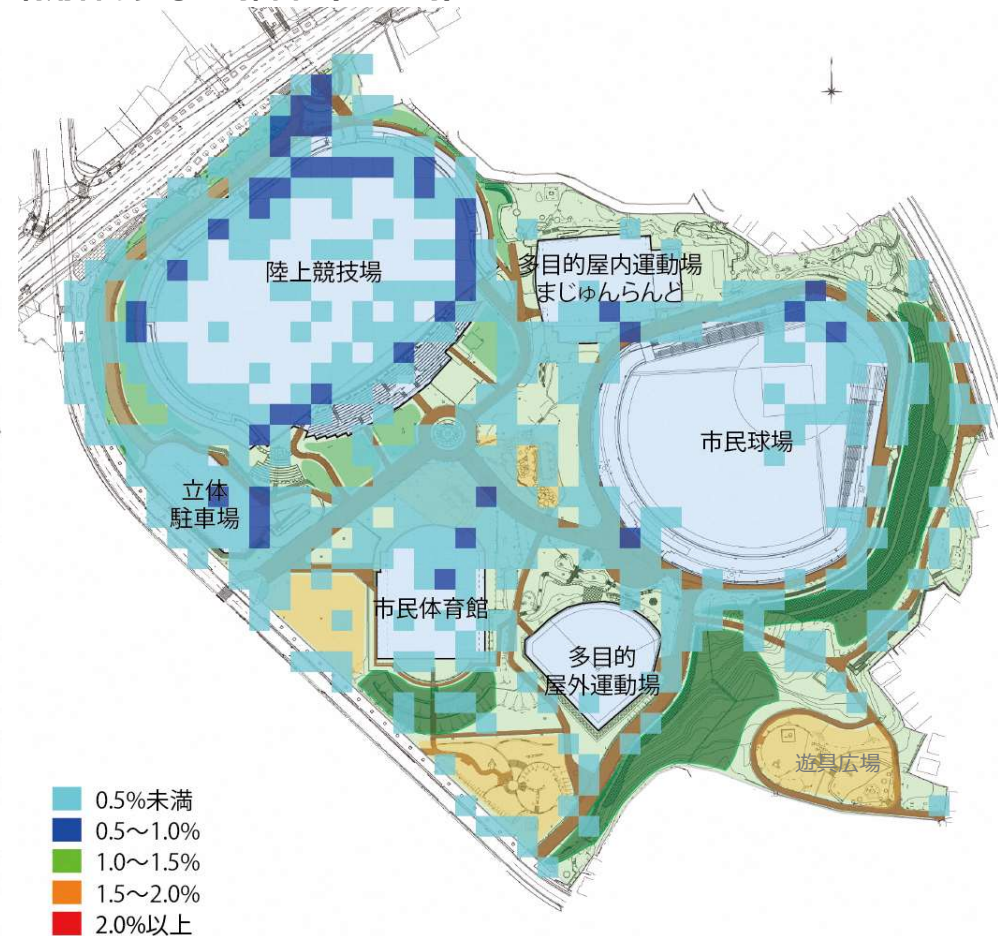 陸上競技場
多目的屋内運動場
まじゅんらんど
市民球場
立体
駐車場
市民体育館
多目的
屋外運動場
遊具広場
0.5%未満
0.5〜1.0%
1.0〜1.5%
1.5〜2.0%
2.0%以上